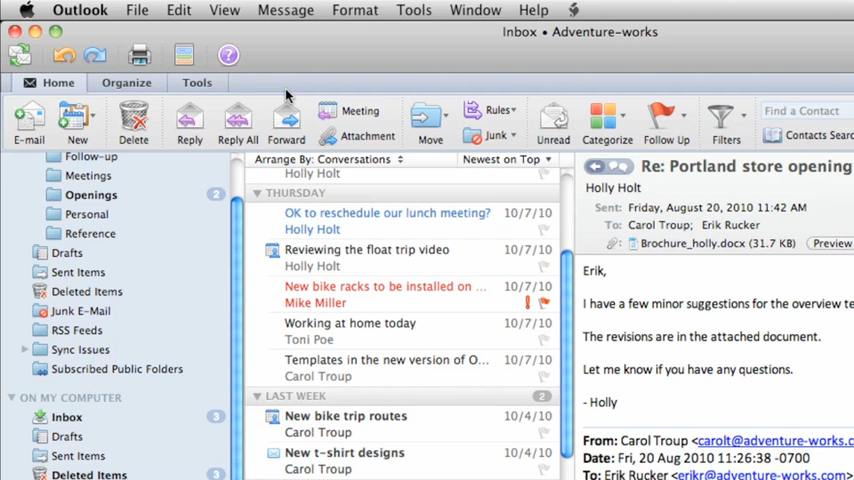 Outlook File Edit View Message Format Tools Window Help
Inbox • Adventure-works
Home Organize Tools
E-mail New Delete Reply Reply All Forward Meeting Attachment Move Rules Junk Unread Categorize Follow Up Filters Find a Contact Contacts Searc
Follow-up
Meetings
Openings 2
Personal
Reference
Drafts
Sent Items
Deleted Items
Junk E-Mail
RSS Feeds
Sync Issues
Subscribed Public Folders
ON MY COMPUTER
Inbox 3
Drafts
Sent Items
Deleted Items 3
Arrange By: Conversations Newest on Top
Holly Holt
THURSDAY
OK to reschedule our lunch meeting? 10/7/10
Holly Holt
Reviewing the float trip video 10/7/10
Holly Holt
New bike racks to be installed on ... 10/7/10
Mike Miller
Working at home today 10/7/10
Toni Poe
Templates in the new version of O... 10/7/10
Carol Troup
LAST WEEK 2
New bike trip routes 10/4/10
Carol Troup
New t-shirt designs 10/4/10
Carol Troup
Re: Portland store opening
Holly Holt
Sent: Friday, August 20, 2010 11:42 AM
To: Carol Troup; Erik Rucker
Brochure_holly.docx (31.7 KB) Preview
Erik,
I have a few minor suggestions for the overview te
The revisions are in the attached document.
Let me know if you have any questions.
- Holly
From: Carol Troup <carolt@adventure-works.c
Date: Fri, 20 Aug 2010 11:26:38 -0700
To: Erik Rucker <erikr@adventure-works.com>